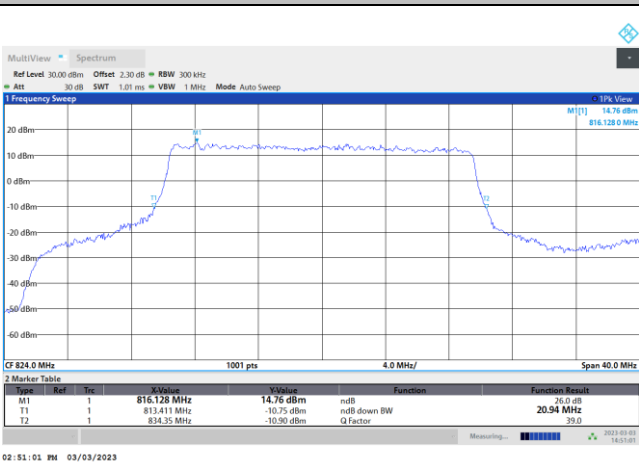 MultiView Spectrum
Ref Level 30.00 dBm Offset 2.30 dB RBW 300 kHz
Att 30 dB SWT 1.01 ms VBW 1 MHz Mode Auto Sweep
1 Frequency Sweep 1Pk View
M1[1] 14.76 dBm
816.128 0 MHz
20 dBm
M1
10 dBm
0 dBm
T1 T2
-10 dBm
-20 dBm
-30 dBm
-40 dBm
-50 dBm
-60 dBm
CF 824.0 MHz 1001 pts 4.0 MHz/ Span 40.0 MHz
2 Marker Table
Type Ref Trc X-Value Y-Value Function Function Result
M1 1 816.128 MHz 14.76 dBm ndB 26.0 dB
T1 1 813.411 MHz -10.75 dBm ndB down BW 20.94 MHz
T2 1 834.35 MHz -10.90 dBm Q Factor 39.0
Measuring... 2023-03-03
14:51:01
02:51:01 PM 03/03/2023